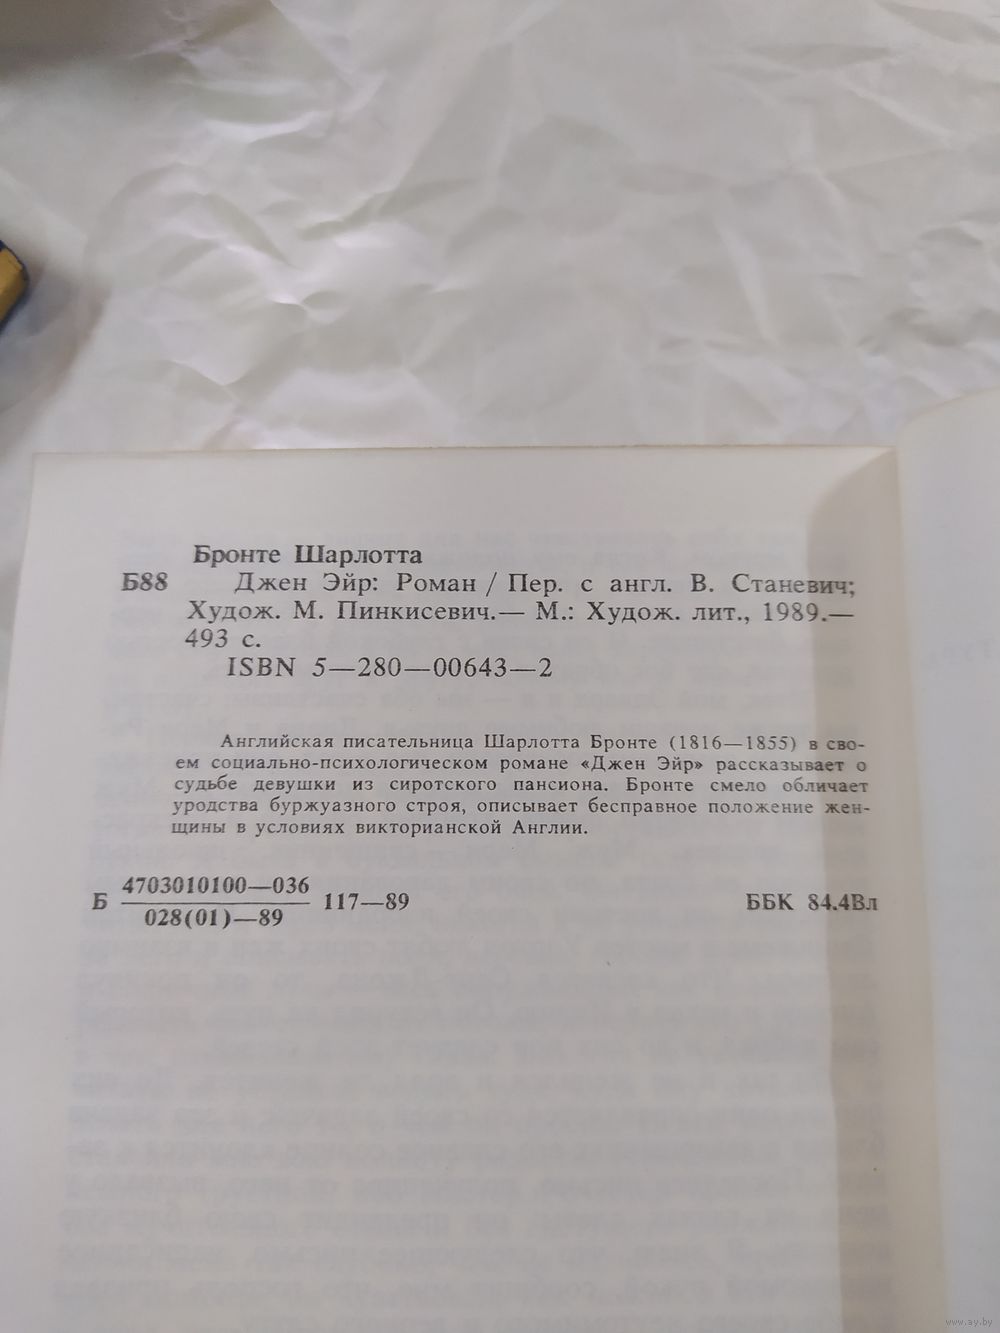 Бронте Шарлотта
Б88 Джен Эйр: Роман / Пер. с англ. В. Станевич;
Худож. М. Пинкисевич.— М.: Худож. лит., 1989.—
493 с.
ISBN 5—280—00643—2
Английская писательница Шарлотта Бронте (1816—1855) в сво-
ем социально-психологическом романе «Джен Эйр» рассказывает о
судьбе девушки из сиротского пансиона. Бронте смело обличает
уродства буржуазного строя, описывает бесправное положение жен-
щины в условиях викторианской Англии.
Б 4703010100—036 117—89 ББК 84.4Вл
028(01)—89
www.ay.by